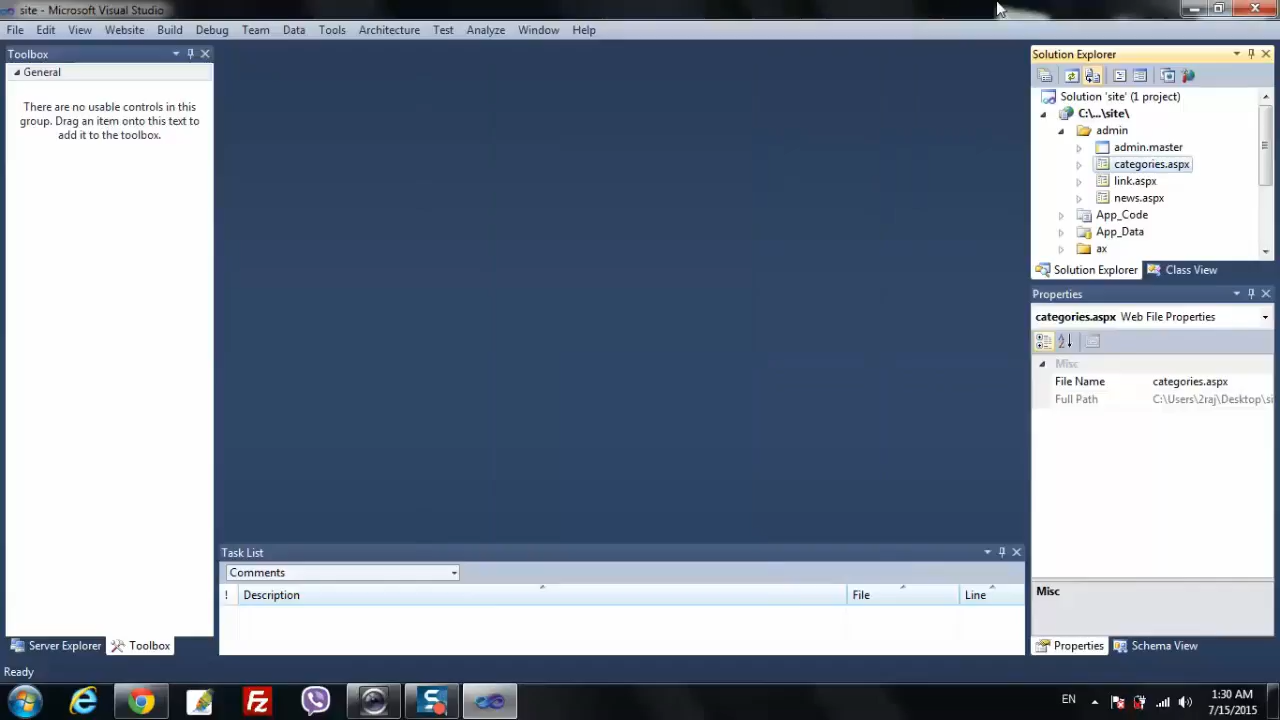 site - Microsoft Visual Studio
File Edit View Website Build Debug Team Data Tools Architecture Test Analyze Window Help
Toolbox
General
There are no usable controls in this
group. Drag an item onto this text to
add it to the toolbox.
Server Explorer Toolbox
Solution Explorer
Solution 'site' (1 project)
C:\...\site\
admin
admin.master
categories.aspx
link.aspx
news.aspx
App_Code
App_Data
ax
Solution Explorer Class View
Properties
categories.aspx Web File Properties
Misc
File Name categories.aspx
Full Path C:\Users\2raj\Desktop\si
Misc
Properties Schema View
Task List
Comments
! Description File Line
Ready
EN 1:30 AM
7/15/2015